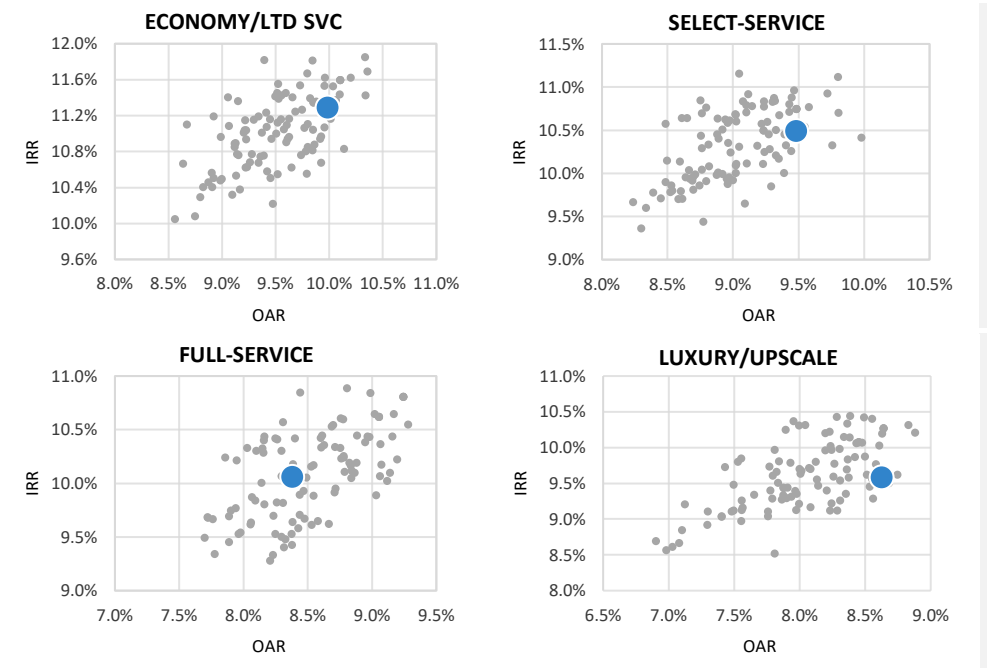 ECONOMY/LTD SVC
12.0%
11.6%
11.2%
10.8%
10.4%
10.0%
9.6%
IRR
8.0% 8.5% 9.0% 9.5% 10.0% 10.5% 11.0%
OAR
SELECT-SERVICE
11.5%
11.0%
10.5%
10.0%
9.5%
9.0%
IRR
8.0% 8.5% 9.0% 9.5% 10.0% 10.5%
OAR
FULL-SERVICE
11.0%
10.5%
10.0%
9.5%
9.0%
IRR
7.0% 7.5% 8.0% 8.5% 9.0% 9.5%
OAR
LUXURY/UPSCALE
11.0%
10.5%
10.0%
9.5%
9.0%
8.5%
8.0%
IRR
6.5% 7.0% 7.5% 8.0% 8.5% 9.0%
OAR